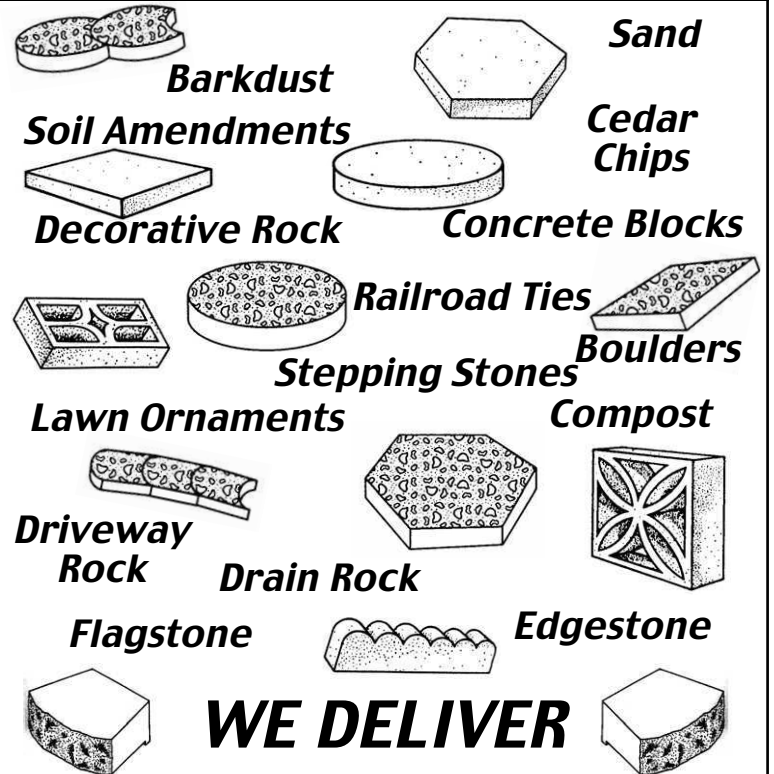 Sand
Barkdust
Soil Amendments
Cedar
Chips
Decorative Rock
Concrete Blocks
Railroad Ties
Boulders
Stepping Stones
Lawn Ornaments
Compost
Driveway
Rock
Drain Rock
Flagstone
Edgestone
WE DELIVER